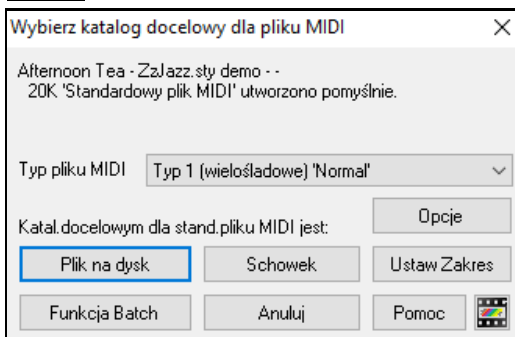 Wybierz katalog docelowy dla pliku MIDI
Afternoon Tea - ZzJazz.sty demo - -
20K 'Standardowy plik MIDI' utworzono pomyślnie.
Typ pliku MIDI Typ 1 (wielośladowe) 'Normal'
Opcje
Katal.docelowym dla stand.pliku MIDI jest:
Plik na dysk Schowek Ustaw Zakres
Funkcja Batch Anuluj Pomoc